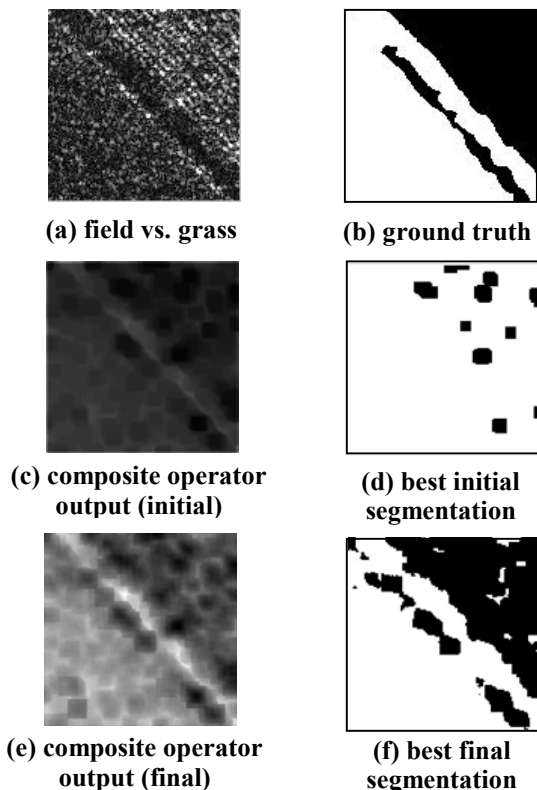 (a) field vs. grass
(b) ground truth
(c) composite operator
output (initial)
(d) best initial
segmentation
(e) composite operator
output (final)
(f) best final
segmentation